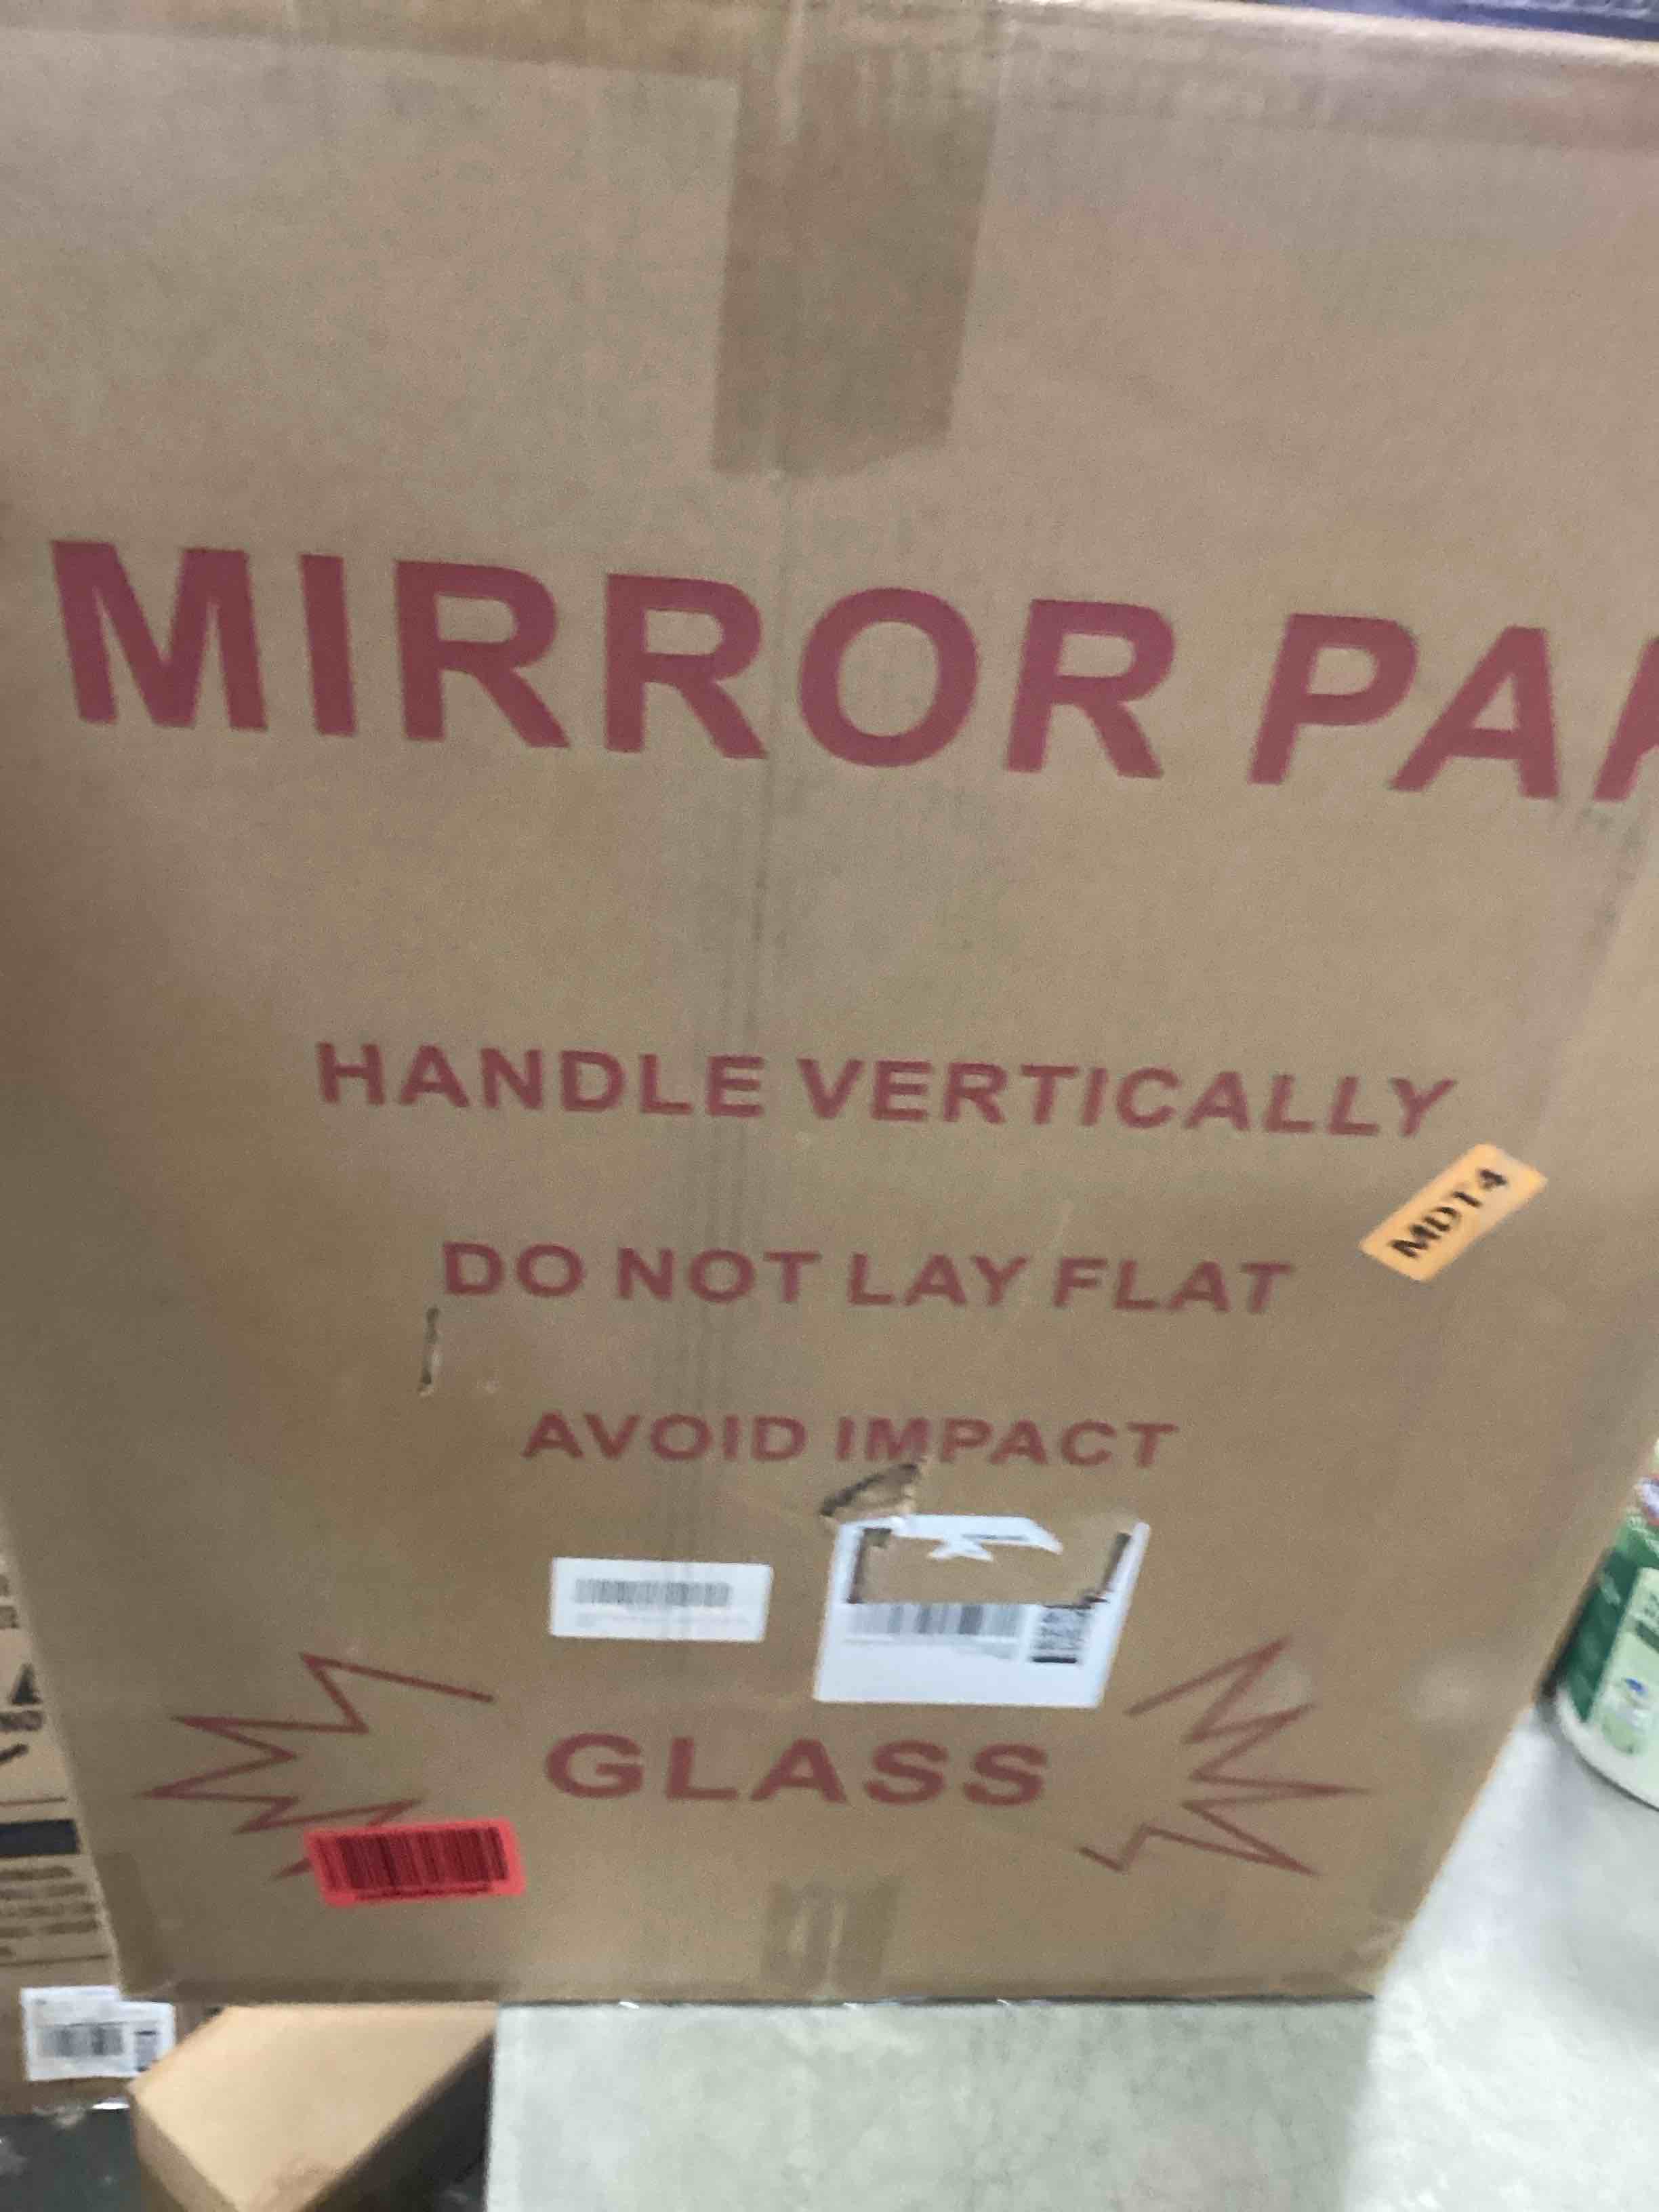 MIRROR PA
HANDLE VERTICALLY
MDT4
DO NOT LAY FLAT
AVOID IMPACT
GLASS